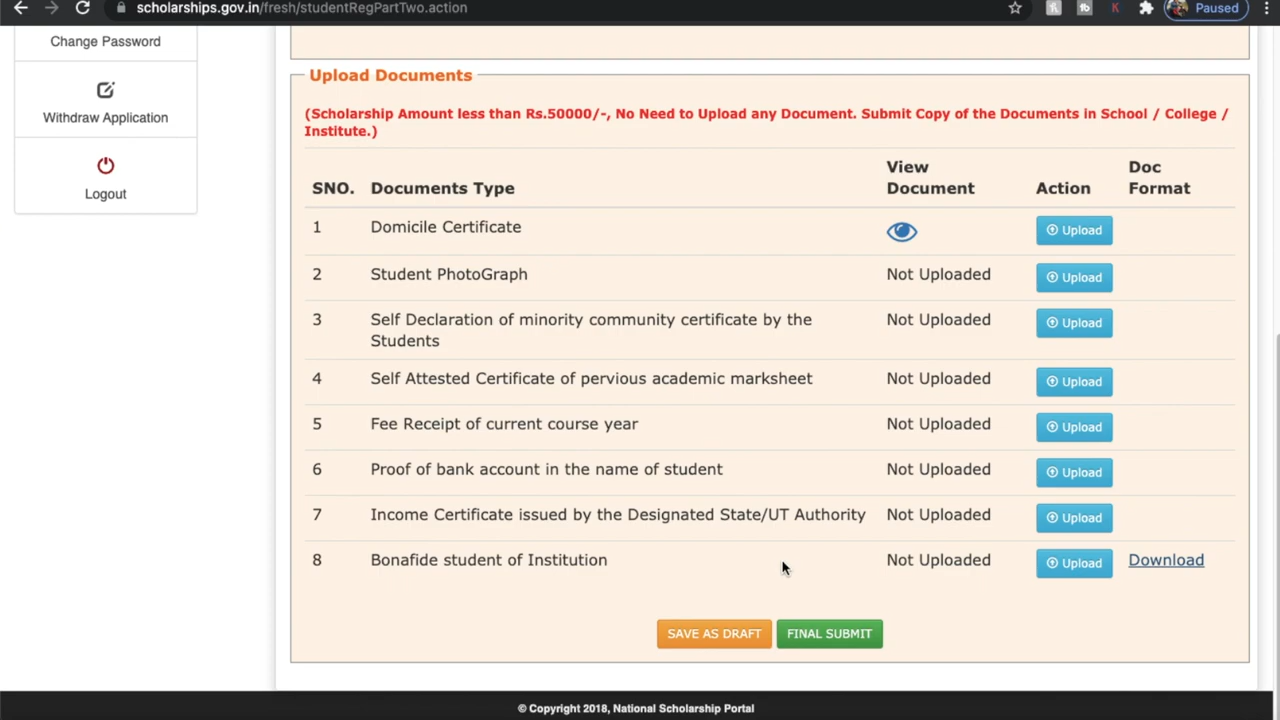 scholarships.gov.in/fresh/studentRegPartTwo.action
Paused
Change Password
Withdraw Application
Logout
Upload Documents
(Scholarship Amount less than Rs.50000/-, No Need to Upload any Document. Submit Copy of the Documents in School / College /
Institute.)
SNO. Documents Type View Document Action Doc Format
1 Domicile Certificate Upload
2 Student PhotoGraph Not Uploaded Upload
3 Self Declaration of minority community certificate by the
Students Not Uploaded Upload
4 Self Attested Certificate of pervious academic marksheet Not Uploaded Upload
5 Fee Receipt of current course year Not Uploaded Upload
6 Proof of bank account in the name of student Not Uploaded Upload
7 Income Certificate issued by the Designated State/UT Authority Not Uploaded Upload
8 Bonafide student of Institution Not Uploaded Upload Download
SAVE AS DRAFT FINAL SUBMIT
© Copyright 2018, National Scholarship Portal